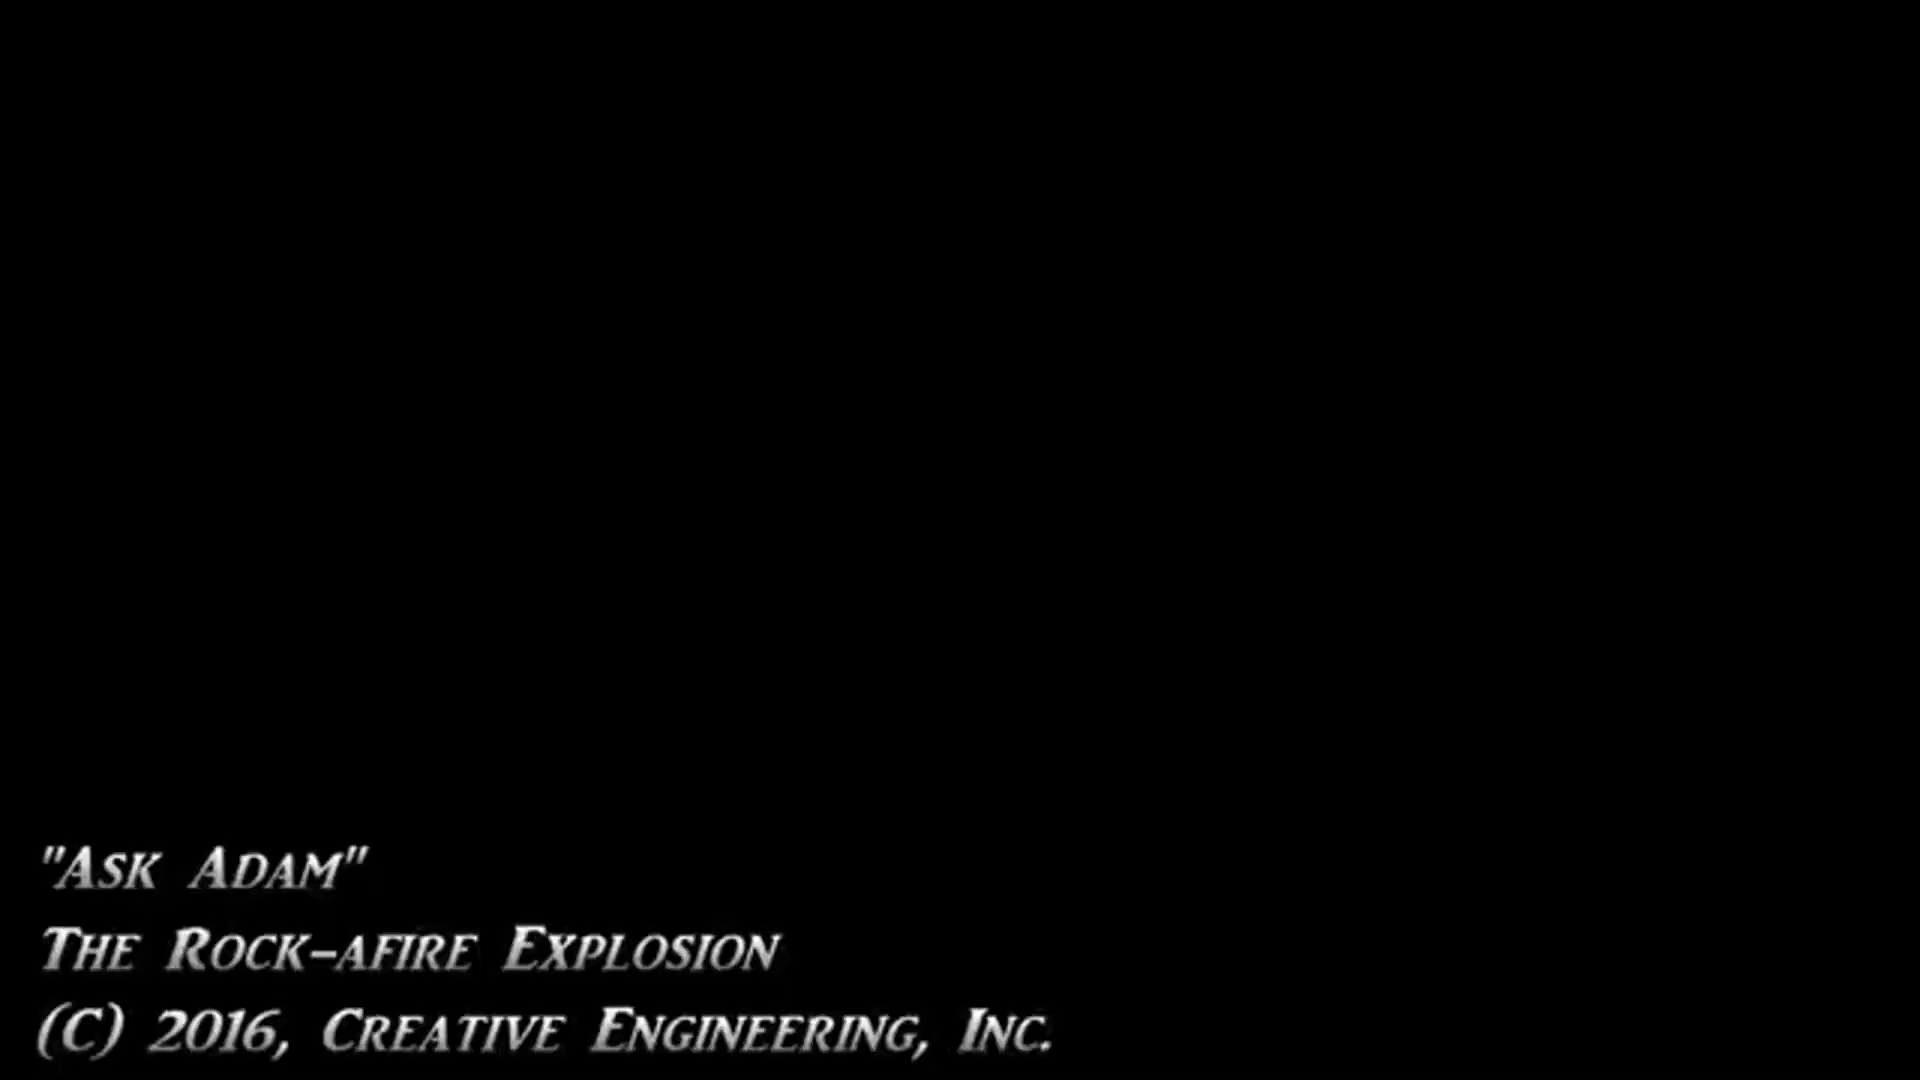 "Ask Adam"
The Rock-afire Explosion
(C) 2016, Creative Engineering, Inc.